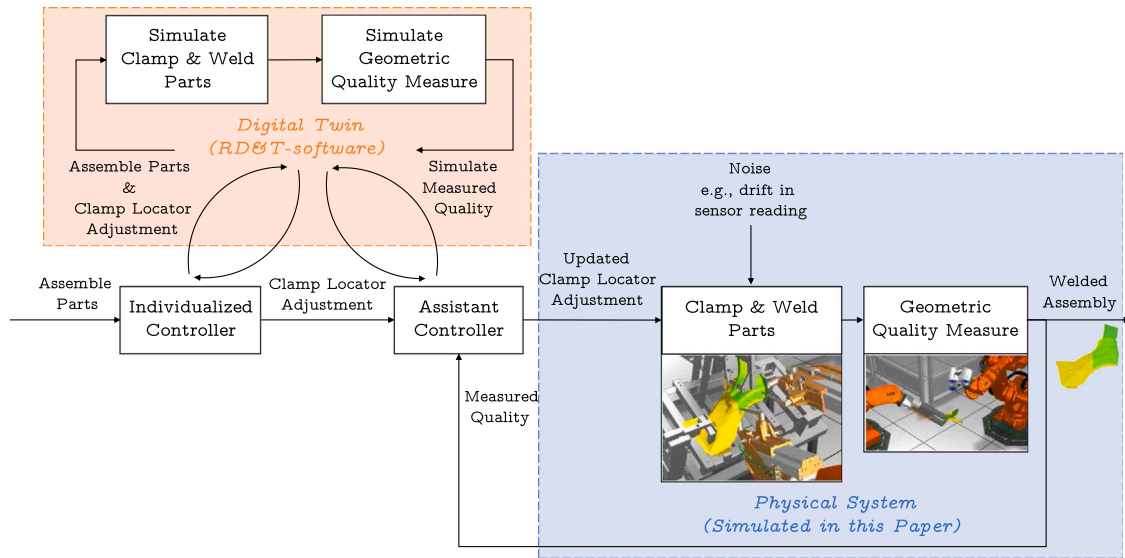 Simulate
Clamp & Weld
Parts
Simulate
Geometric
Quality Measure
Digital Twin
(RD&T-software)
Assemble Parts
&
Clamp Locator
Adjustment
Simulate
Measured
Quality
Noise
e.g., drift in
sensor reading
Assemble
Parts
Individualized
Controller
Clamp Locator
Adjustment
Assistant
Controller
Updated
Clamp Locator
Adjustment
Clamp & Weld
Parts
Geometric
Quality Measure
Welded
Assembly
Measured
Quality
Physical System
(Simulated in this Paper)